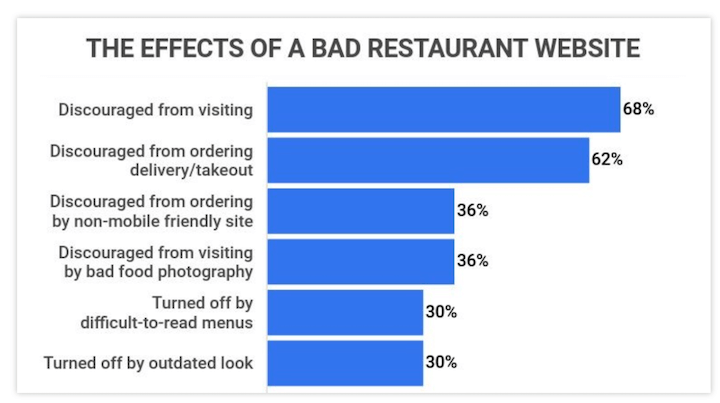 THE EFFECTS OF A BAD RESTAURANT WEBSITE
Discouraged from visiting
68%
Discouraged from ordering
delivery/takeout
62%
Discouraged from ordering
by non-mobile friendly site
36%
Discouraged from visiting
by bad food photography
36%
Turned off by
difficult-to-read menus
30%
Turned off by outdated look
30%